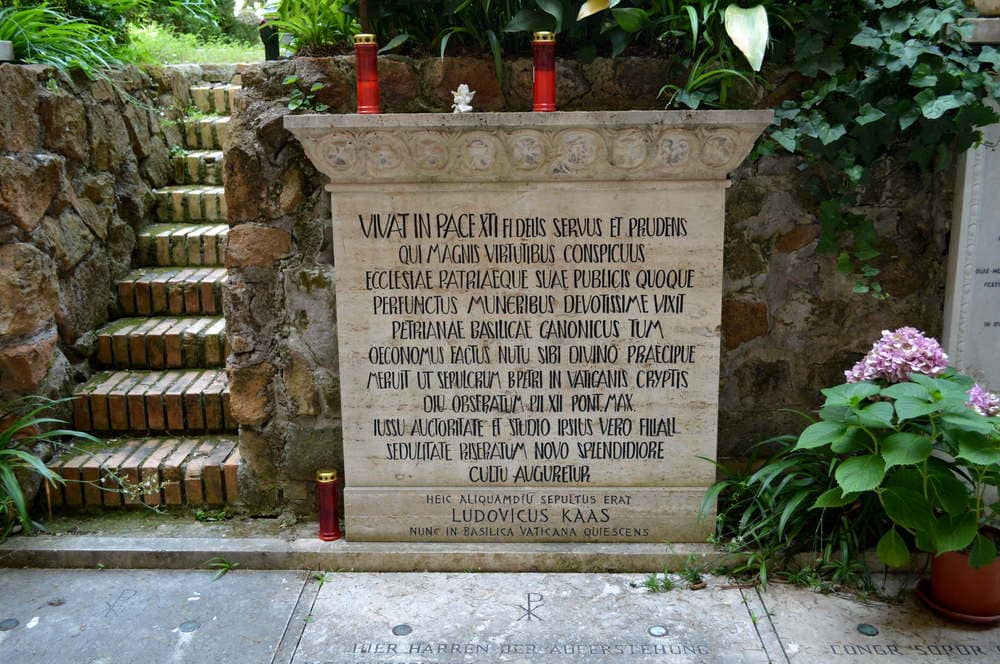 VIVAT IN PACE XTI FIDELIS SERVUS ET PRUDENS
QUI MAGNIS VIRTUTIBUS CONSPICUUS
ECCLESIAE PATRIAEQUE SUAE PUBLICIS QUOQUE
PERFUNCTUS MUNERIBUS DEVOTISSIME VIXIT
PETRIANAE BASILICAE CANONICUS TUM
OECONOMUS FACTUS NUTU SIBI DIVINO PRAECIPUE
MERUIT UT SEPULCRUM B PETRI IN VATICANIS CRYPTIS
DIU OBSERATUM PII XII PONT. MAX.
IUSSU AUCTORITATE ET STUDIO IPSIUS VERO FILIALI
SEDULITATE RISERATUM NOVO SPLENDIDIORE
CULTU AUGURETUR
HEIC ALIQUAMDIU SEPULTUS ERAT
LUDOVICUS KAAS
NUNC IN BASILICA VATICANA QUIESCENS
HIER HARREN DER AUFERSTEHUNG
CONGR. SOROR.